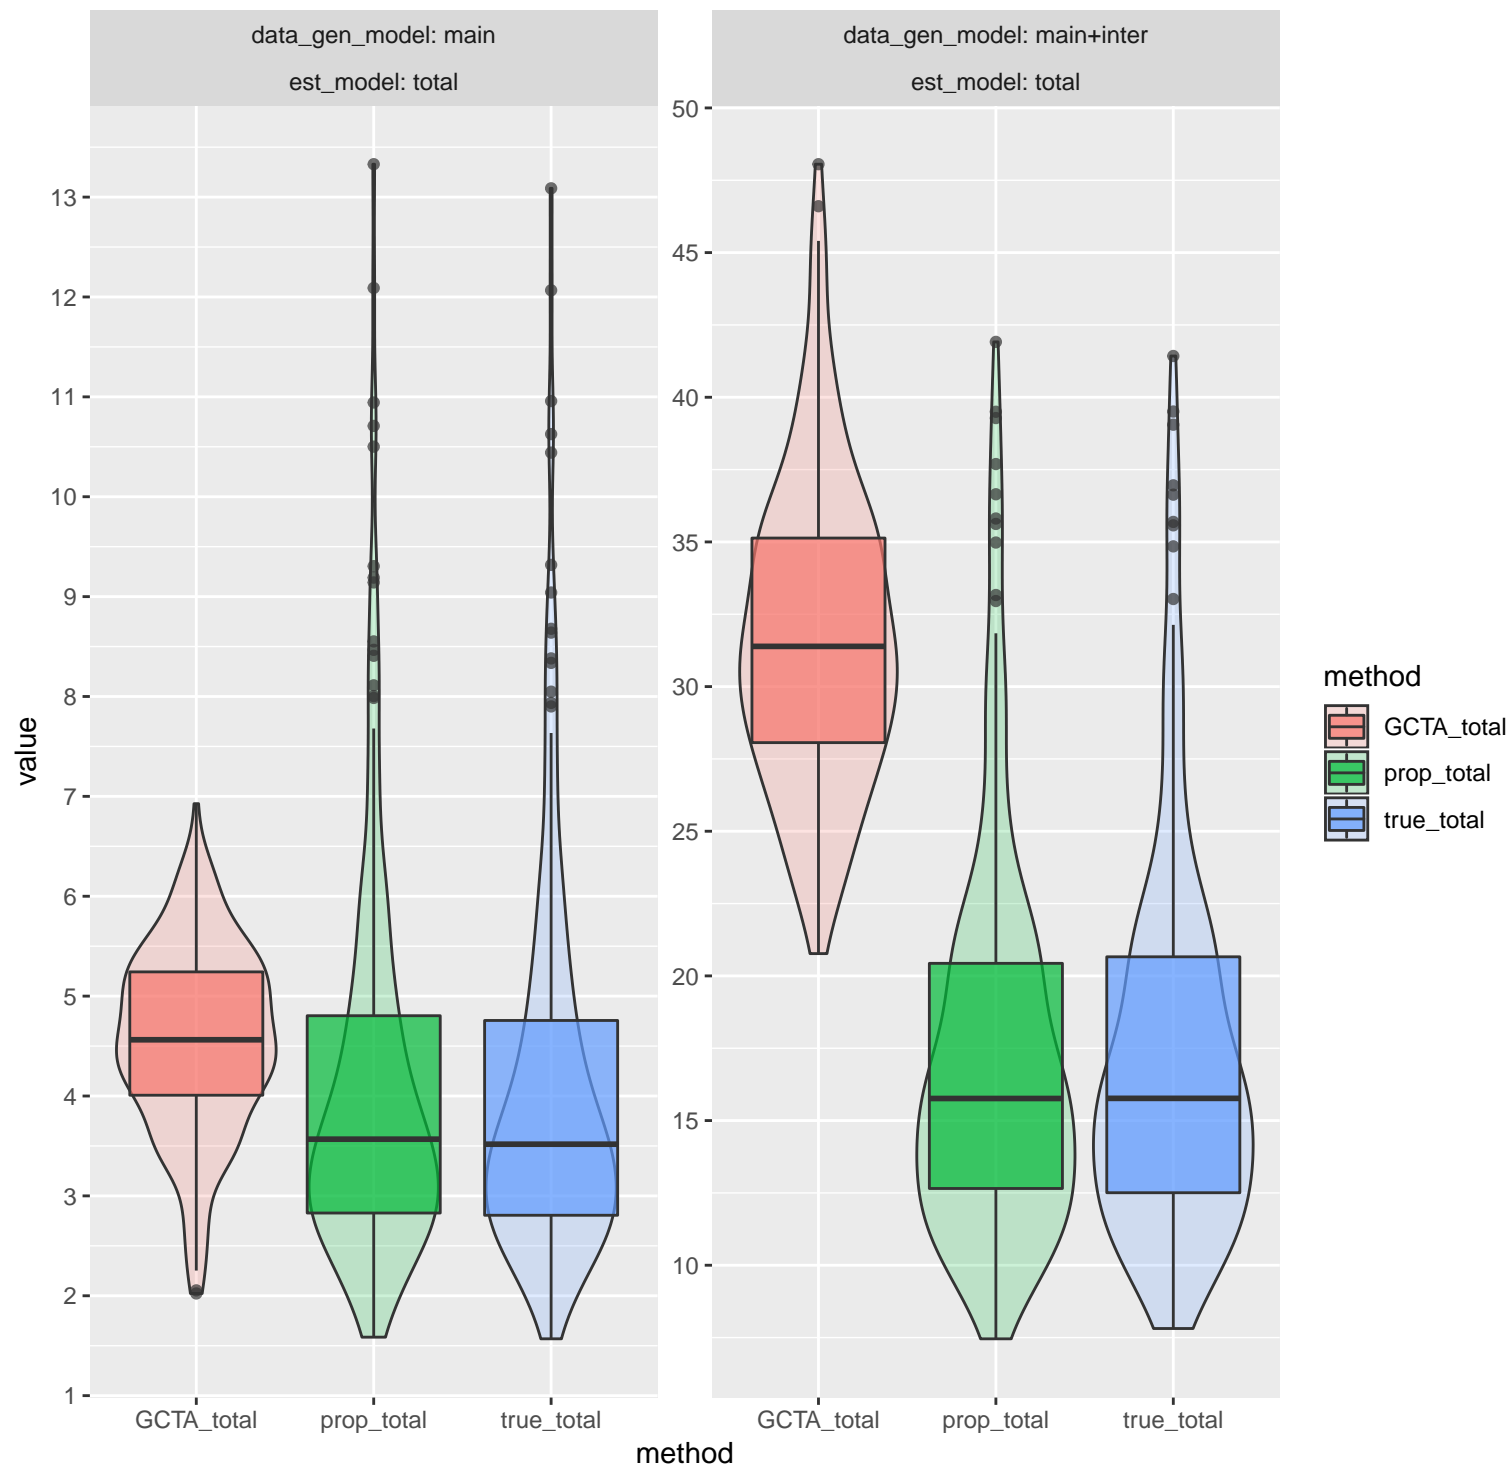 data_gen_model: main
est_model: total
data_gen_model: main+inter
est_model: total
value
13
12
11
10
9
8
7
6
5
4
3
2
1
50
45
40
35
30
25
20
15
10
GCTA_total
prop_total
true_total
GCTA_total
prop_total
true_total
method
method
GCTA_total
prop_total
true_total